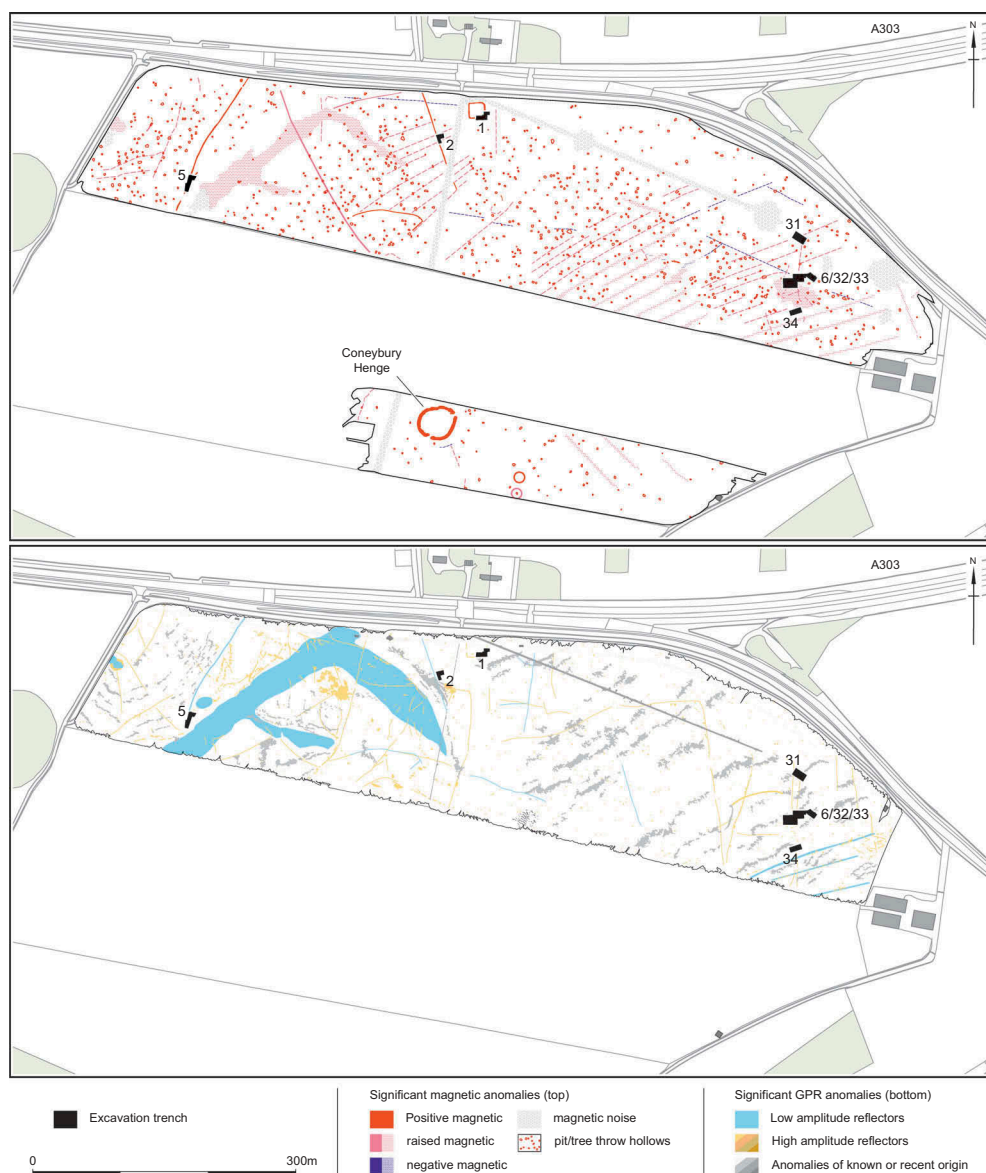 A303
N
1
2
5
31
6/32/33
34
Coneybury
Henge
A303
N
1
2
5
31
6/32/33
34
Excavation trench
0 300m
Significant magnetic anomalies (top)
Positive magnetic
raised magnetic
negative magnetic
magnetic noise
pit/tree throw hollows
Significant GPR anomalies (bottom)
Low amplitude reflectors
High amplitude reflectors
Anomalies of known or recent origin